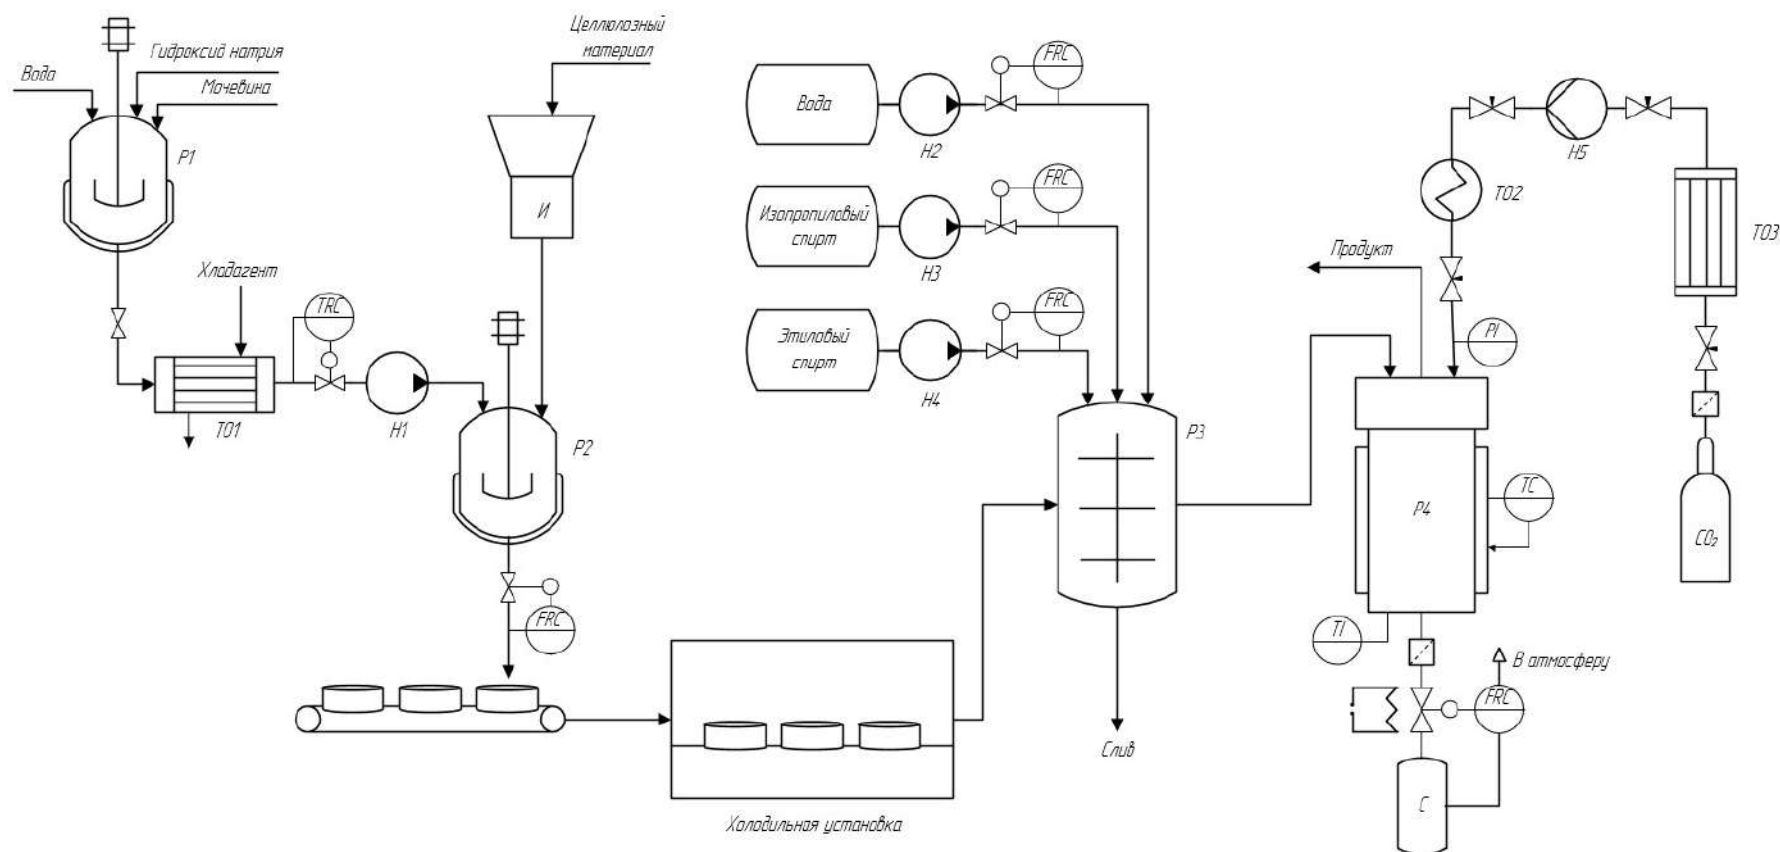 Вода
Гидроксид натрия
Мочевина
Р1
Хладагент
TRC
ТО1
Н1
Целлюлозный
материал
И
Р2
FRC
Холодильная установка
Вода
Н2
FRC
Изопропиловый
спирт
Н3
FRC
Этиловый
спирт
Н4
FRC
Р3
Слив
Продукт
ТО2
Н5
ТО3
PI
Р4
TC
TI
CO₂
В атмосферу
FRC
С